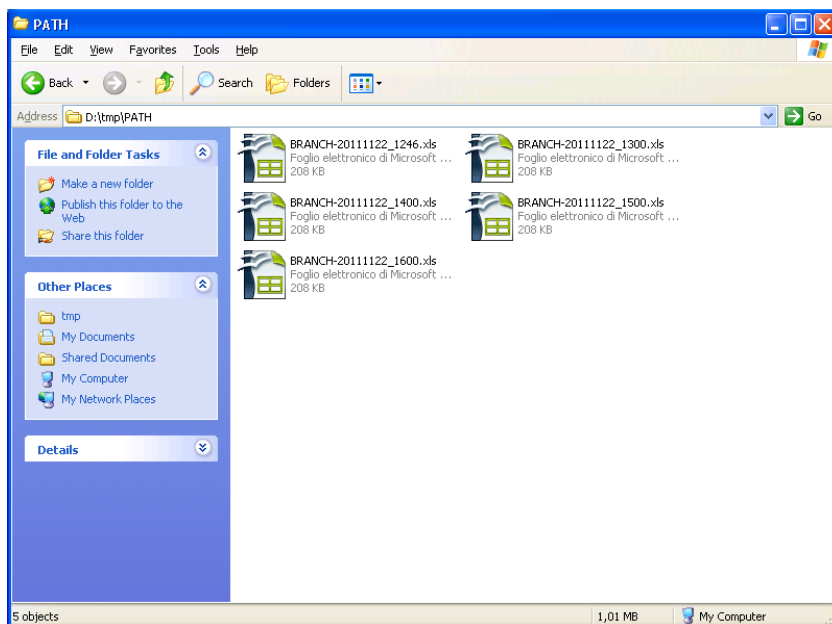 PATH
File Edit View Favorites Tools Help
Back Search Folders
Address D:\tmp\PATH Go
File and Folder Tasks
Make a new folder
Publish this folder to the
Web
Share this folder
Other Places
tmp
My Documents
Shared Documents
My Computer
My Network Places
Details
BRANCH-20111122_1246.xls
Foglio elettronico di Microsoft ...
208 KB
BRANCH-20111122_1300.xls
Foglio elettronico di Microsoft ...
208 KB
BRANCH-20111122_1400.xls
Foglio elettronico di Microsoft ...
208 KB
BRANCH-20111122_1500.xls
Foglio elettronico di Microsoft ...
208 KB
BRANCH-20111122_1600.xls
Foglio elettronico di Microsoft ...
208 KB
5 objects 1,01 MB My Computer